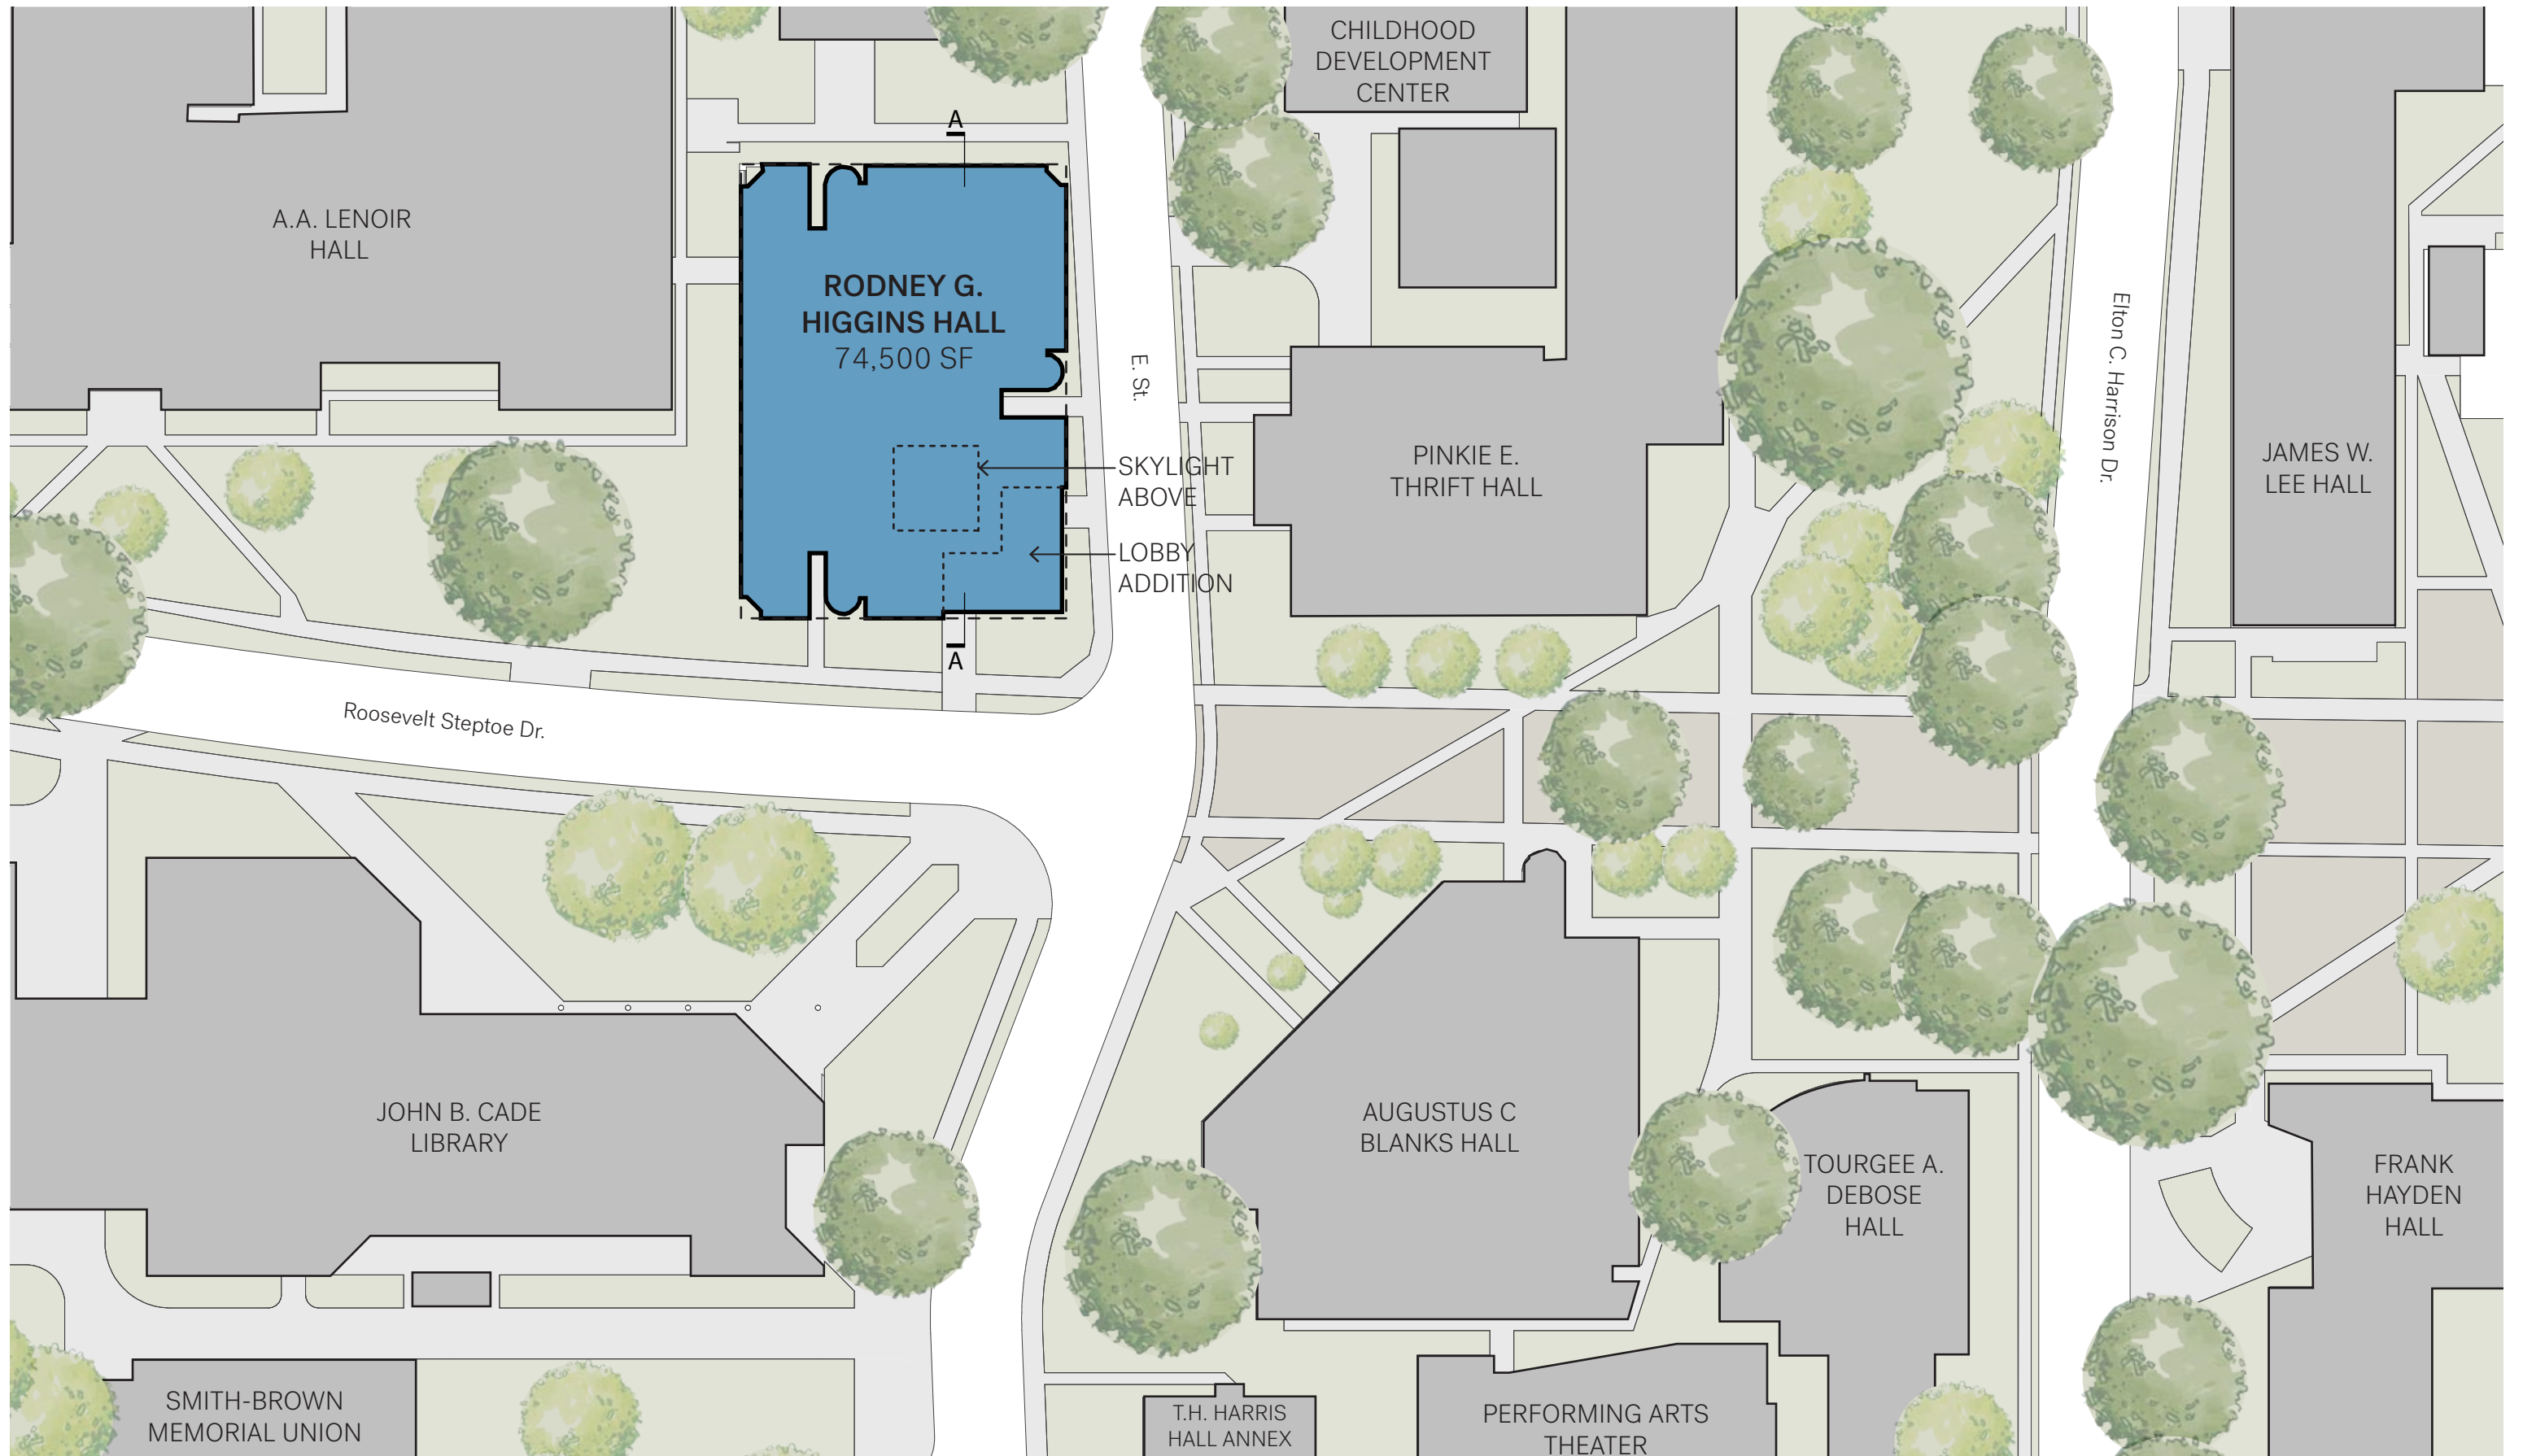 CHILDHOOD
DEVELOPMENT
CENTER
A
A.A. LENOIR
HALL
RODNEY G.
HIGGINS HALL
74,500 SF
E. St.
Elton C. Harrison Dr.
SKYLIGHT
ABOVE
PINKIE E.
THRIFT HALL
JAMES W.
LEE HALL
LOBBY
ADDITION
A
Roosevelt Steptoe Dr.
JOHN B. CADE
LIBRARY
AUGUSTUS C
BLANKS HALL
TOURGEE A.
DEBOSE
HALL
FRANK
HAYDEN
HALL
SMITH-BROWN
MEMORIAL UNION
T.H. HARRIS
HALL ANNEX
PERFORMING ARTS
THEATER